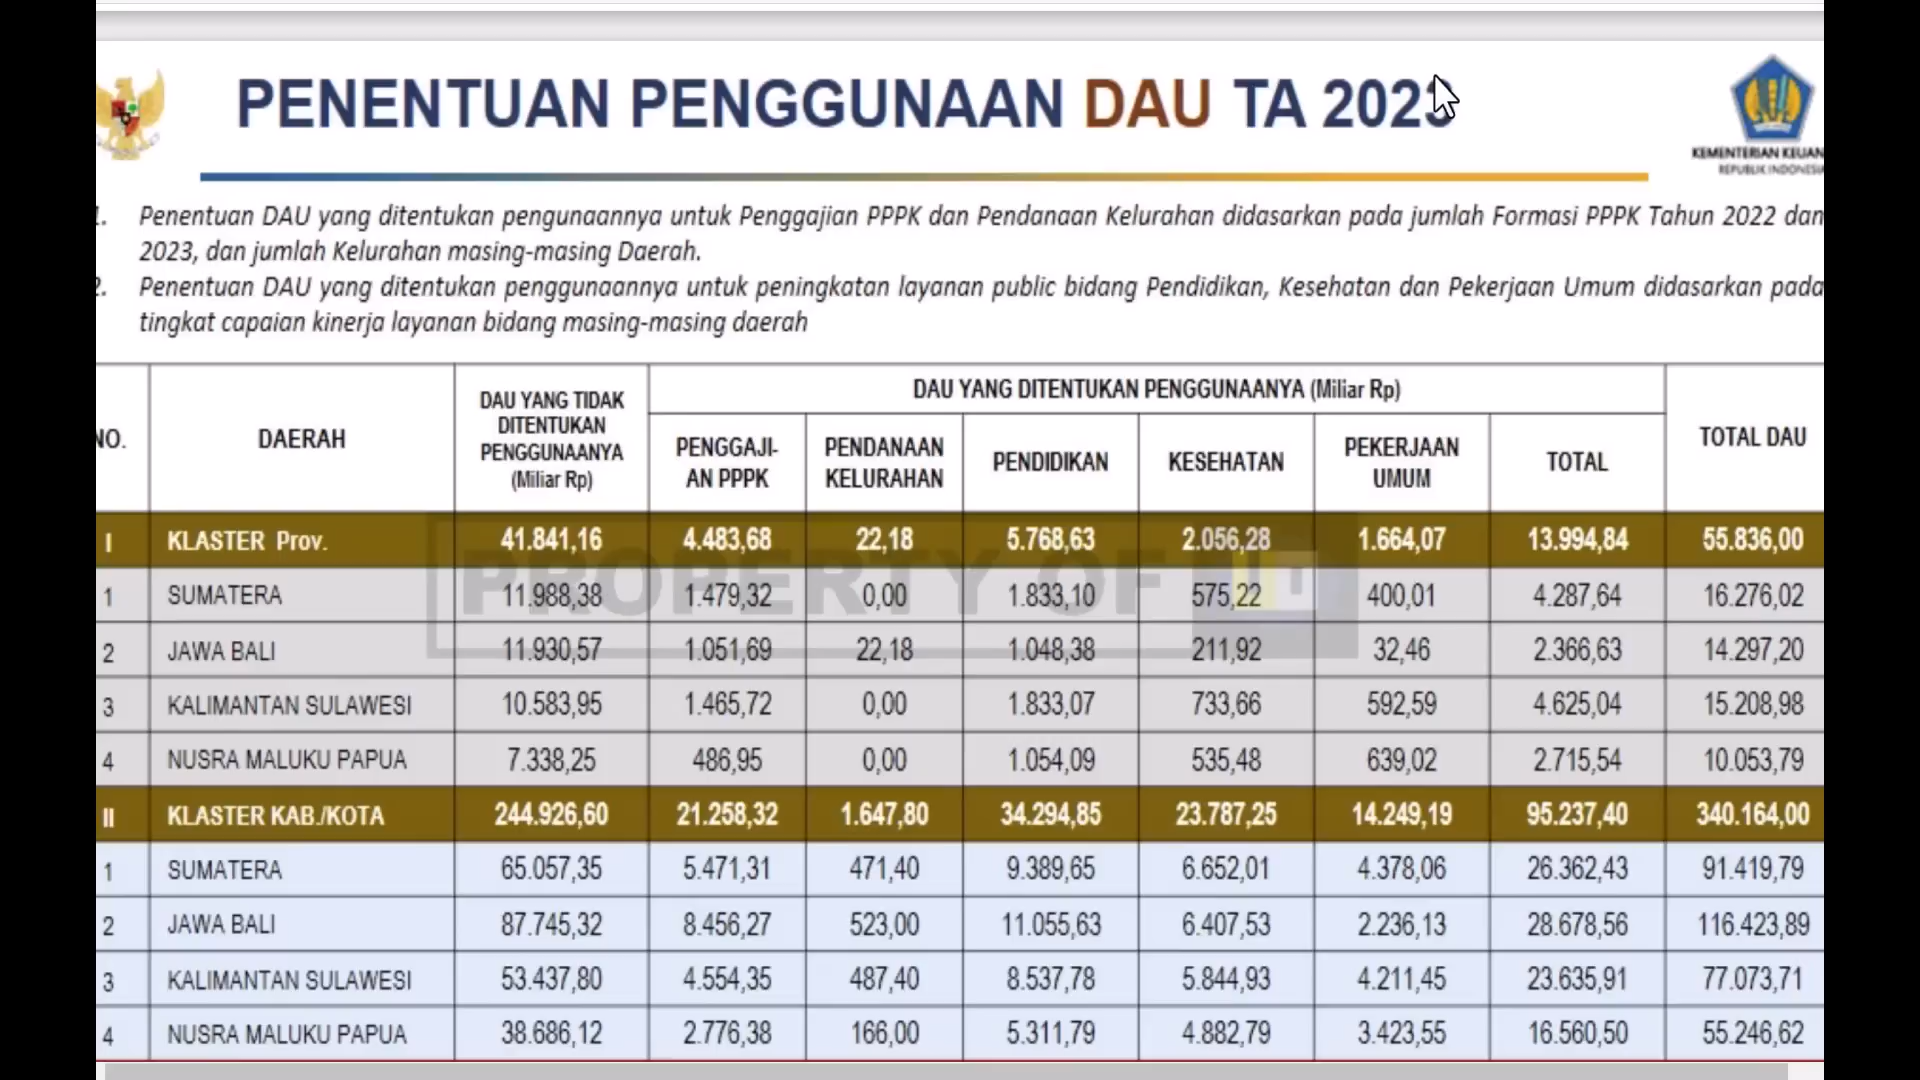 PENENTUAN PENGGUNAAN DAU TA 2023
KEMENTERIAN KEUAN
REPUBLIK INDONESIA
1. Penentuan DAU yang ditentukan pengunaannya untuk Penggajian PPPK dan Pendanaan Kelurahan didasarkan pada jumlah Formasi PPPK Tahun 2022 dan
2023, dan jumlah Kelurahan masing-masing Daerah.
2. Penentuan DAU yang ditentukan penggunaannya untuk peningkatan layanan public bidang Pendidikan, Kesehatan dan Pekerjaan Umum didasarkan pada
tingkat capaian kinerja layanan bidang masing-masing daerah
NO.
DAERAH
DAU YANG TIDAK
DITENTUKAN
PENGGUNAANYA
(Miliar Rp)
DAU YANG DITENTUKAN PENGGUNAANYA (Miliar Rp)
TOTAL DAU
PENGGAJI-
AN PPPK
PENDANAAN
KELURAHAN
PENDIDIKAN
KESEHATAN
PEKERJAAN
UMUM
TOTAL
I KLASTER Prov. 41.841,16 4.483,68 22,18 5.768,63 2.056,28 1.664,07 13.994,84 55.836,00
PROPERTY OF
1 SUMATERA 11.988,38 1.479,32 0,00 1.833,10 575,22 400,01 4.287,64 16.276,02
2 JAWA BALI 11.930,57 1.051,69 22,18 1.048,38 211,92 32,46 2.366,63 14.297,20
3 KALIMANTAN SULAWESI 10.583,95 1.465,72 0,00 1.833,07 733,66 592,59 4.625,04 15.208,98
4 NUSRA MALUKU PAPUA 7.338,25 486,95 0,00 1.054,09 535,48 639,02 2.715,54 10.053,79
II KLASTER KAB./KOTA 244.926,60 21.258,32 1.647,80 34.294,85 23.787,25 14.249,19 95.237,40 340.164,00
1 SUMATERA 65.057,35 5.471,31 471,40 9.389,65 6.652,01 4.378,06 26.362,43 91.419,79
2 JAWA BALI 87.745,32 8.456,27 523,00 11.055,63 6.407,53 2.236,13 28.678,56 116.423,89
3 KALIMANTAN SULAWESI 53.437,80 4.554,35 487,40 8.537,78 5.844,93 4.211,45 23.635,91 77.073,71
4 NUSRA MALUKU PAPUA 38.686,12 2.776,38 166,00 5.311,79 4.882,79 3.423,55 16.560,50 55.246,62